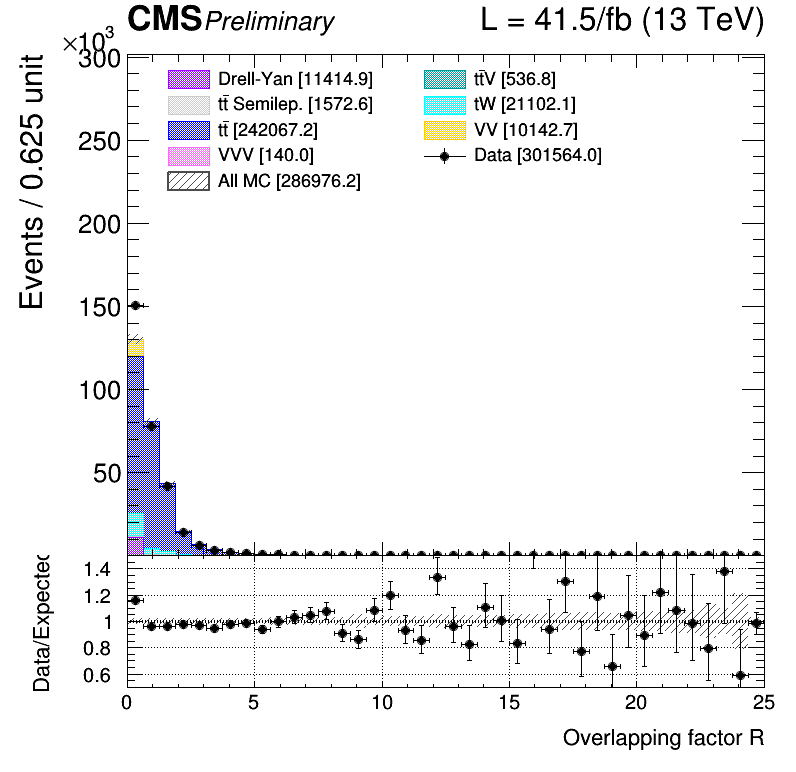 CMS Preliminary L = 41.5/fb (13 TeV)
×10³
Events / 0.625 unit
300
250
200
150
100
50
Drell-Yan [11414.9]
tt̄ Semilep. [1572.6]
tt̄ [242067.2]
VVV [140.0]
All MC [286976.2]
tt̄V [536.8]
tW [21102.1]
VV [10142.7]
Data [301564.0]
Data/Expected
1.4
1.2
1
0.8
0.6
0 5 10 15 20 25
Overlapping factor R